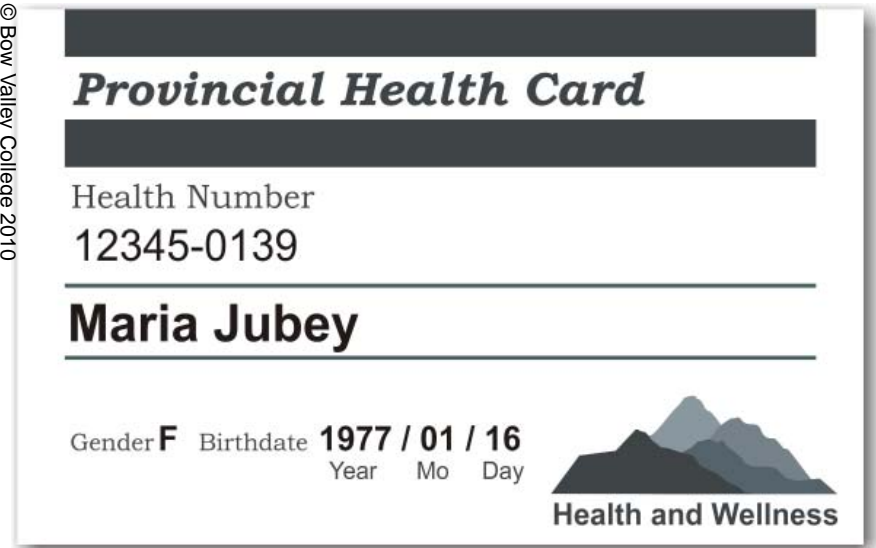 © Bow Valley College 2010
Provincial Health Card
Health Number
12345-0139
Maria Jubey
Gender F Birthdate 1977 / 01 / 16
Year Mo Day
Health and Wellness